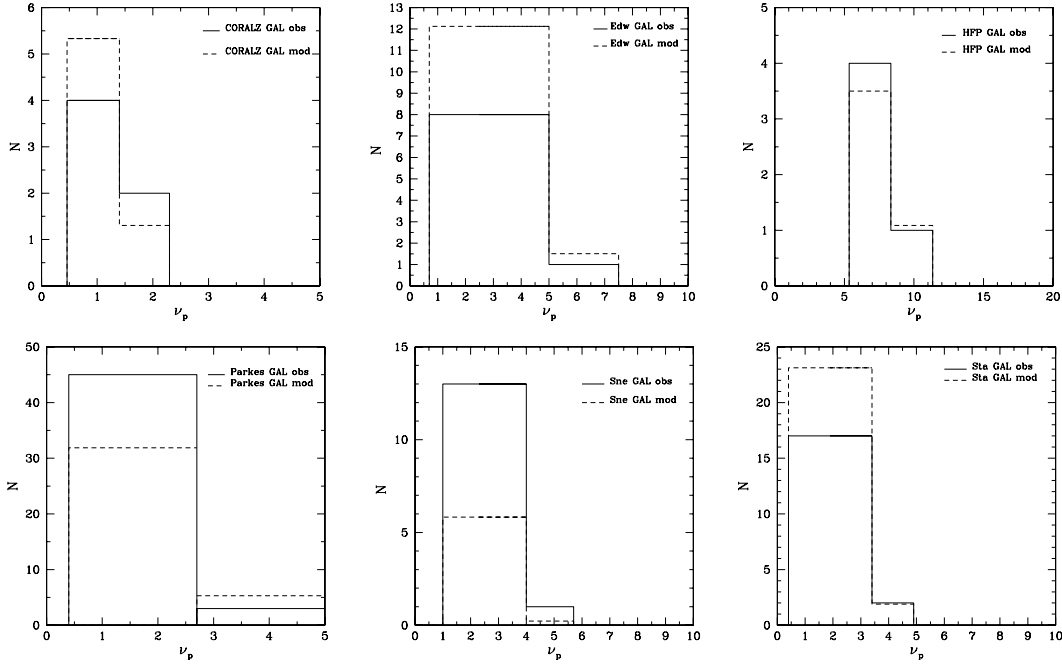 CORALZ GAL obs
CORALZ GAL mod
6
5
4
3
2
1
0
N
0 1 2 3 4 5
ν_p
Edw GAL obs
Edw GAL mod
13
12
11
10
9
8
7
6
5
4
3
2
1
0
N
0 1 2 3 4 5 6 7 8 9 10
ν_p
HFP GAL obs
HFP GAL mod
5
4
3
2
1
0
N
0 5 10 15 20
ν_p
Parkes GAL obs
Parkes GAL mod
50
40
30
20
10
0
N
0 1 2 3 4 5
ν_p
Sne GAL obs
Sne GAL mod
15
10
5
0
N
0 1 2 3 4 5 6 7 8 9 10
ν_p
Sta GAL obs
Sta GAL mod
25
20
15
10
5
0
N
0 1 2 3 4 5 6 7 8 9 10
ν_p